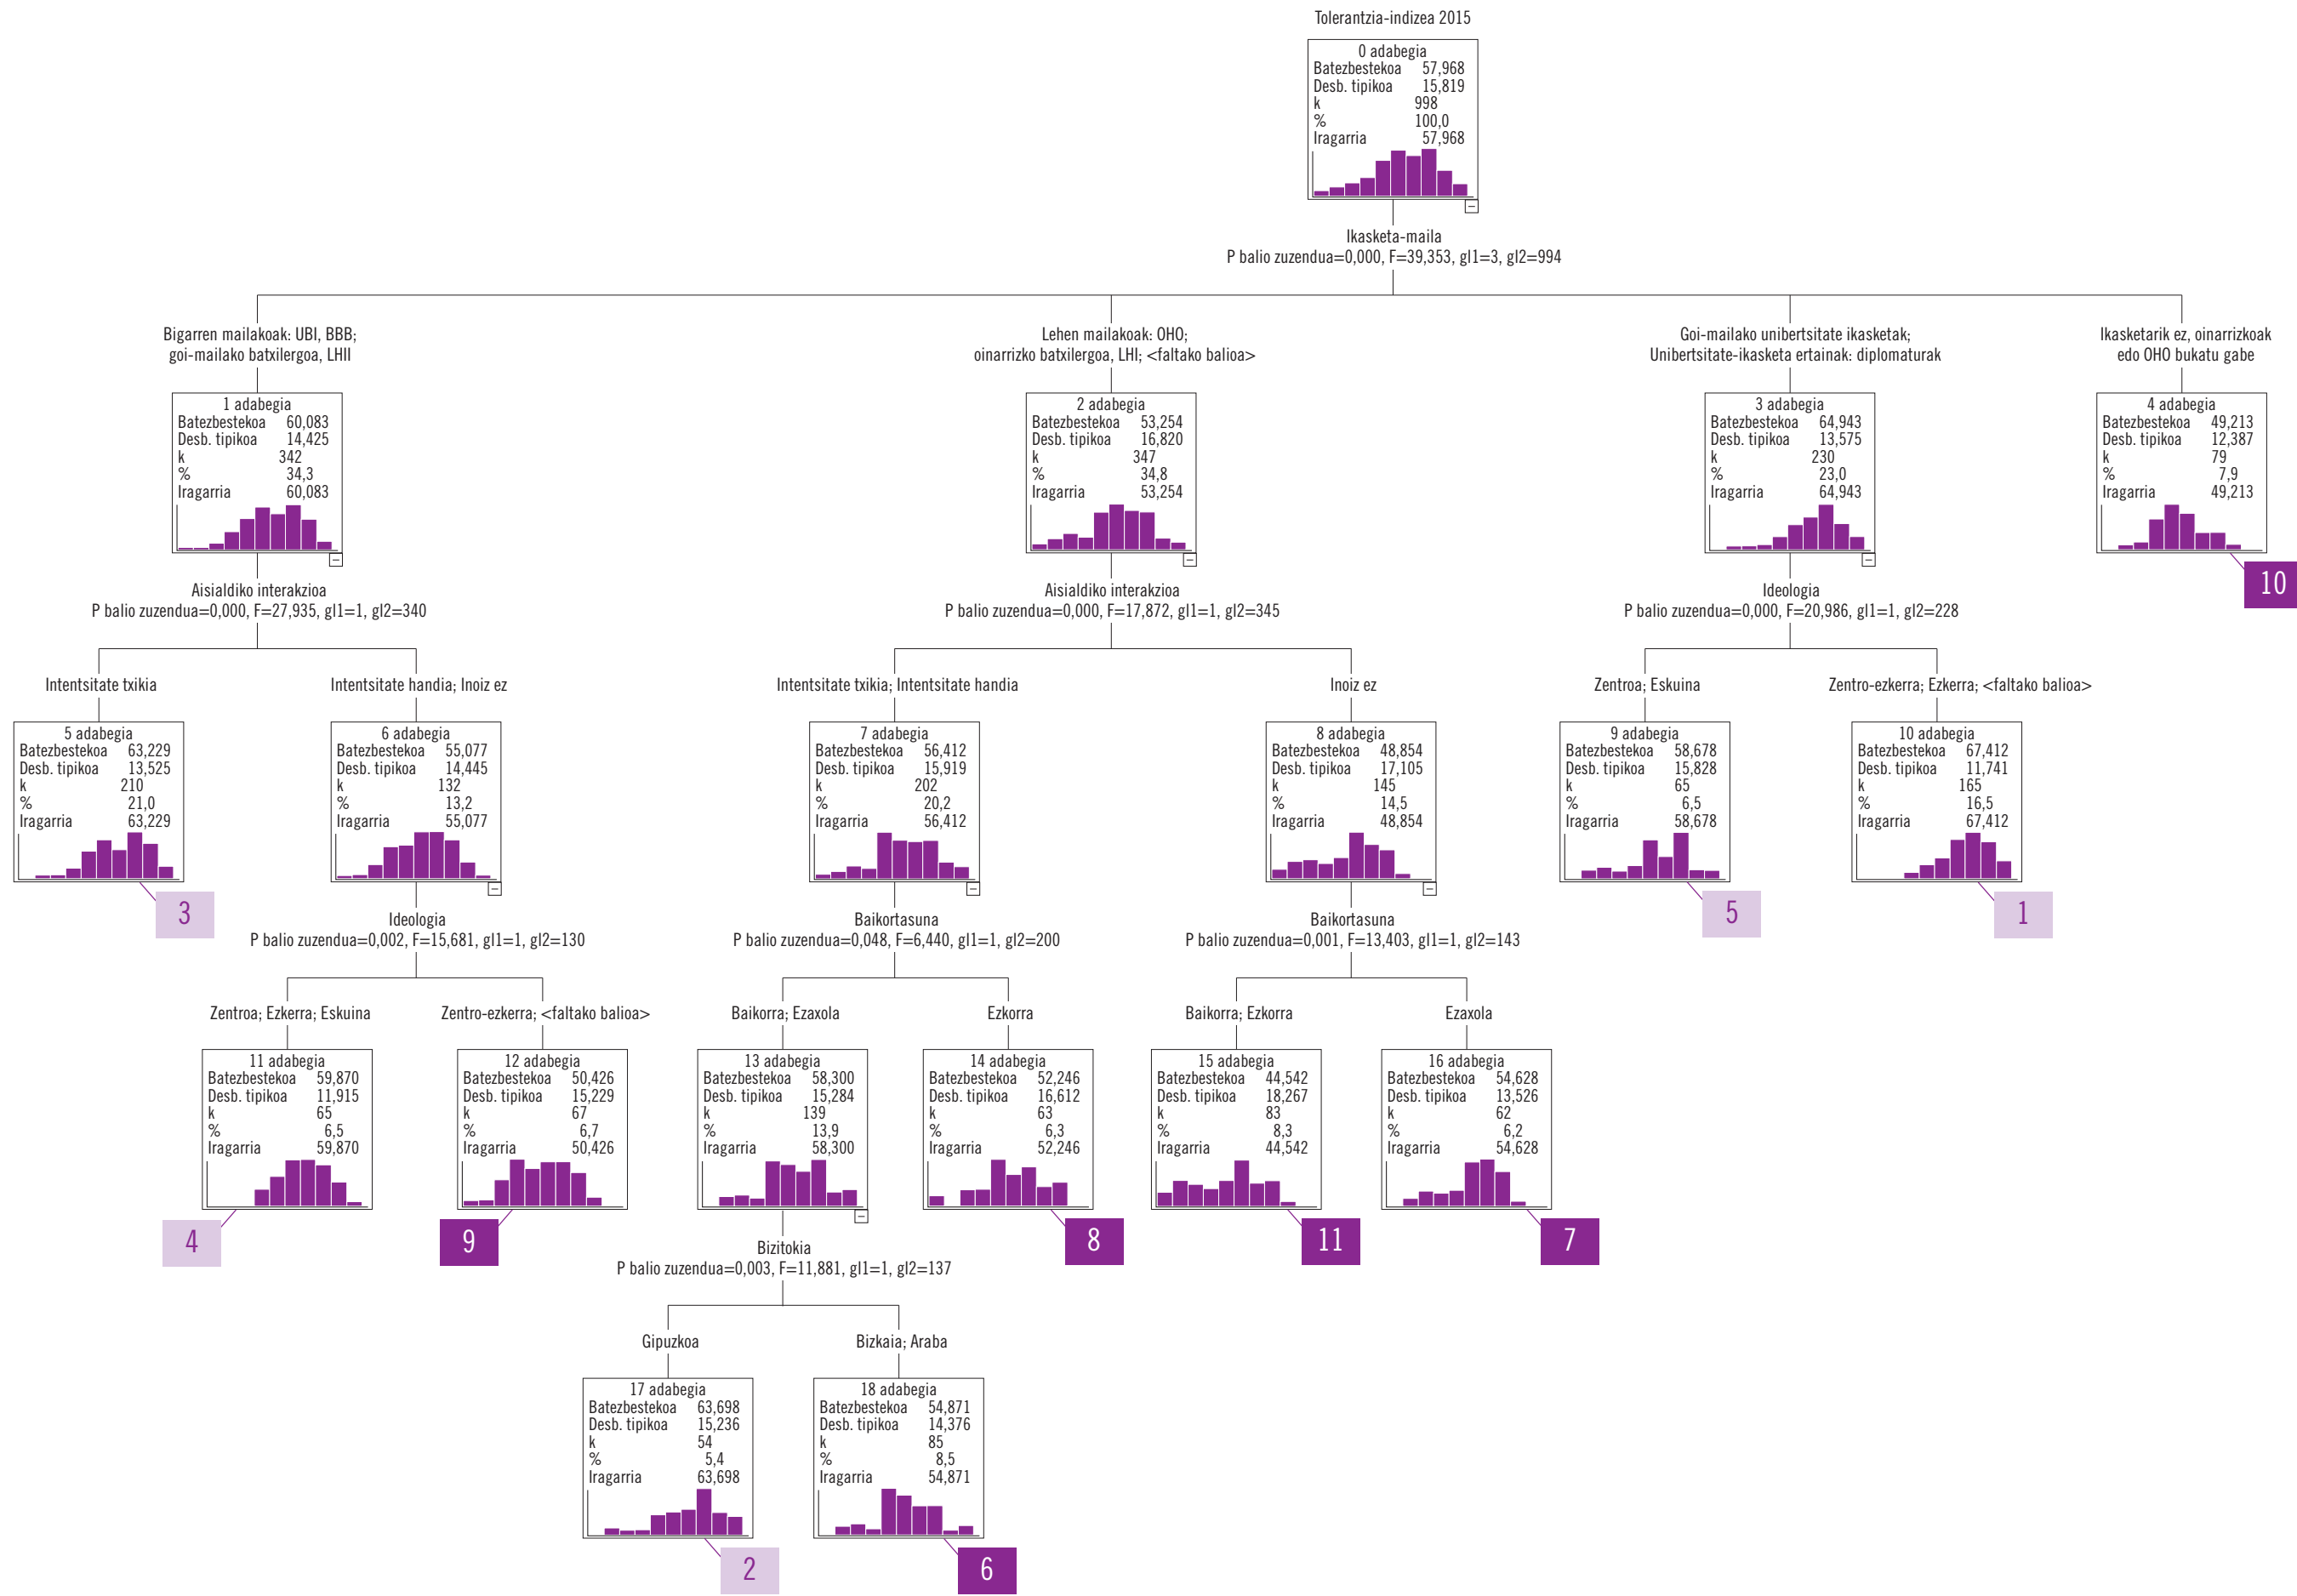 Tolerantzia-indizea 2015
0 adabegia
Batezbestekoa 57,968
Desb. tipikoa 15,819
k 998
% 100,0
Iragarria 57,968
Ikasketa-maila
P balio zuzendua=0,000, F=39,353, gl1=3, gl2=994
Bigarren mailakoak: UBI, BBB;
goi-mailako batxilergoa, LHII
1 adabegia
Batezbestekoa 60,083
Desb. tipikoa 14,425
k 342
% 34,3
Iragarria 60,083
Lehen mailakoak: OHO;
oinarrizko batxilergoa, LHI; <faltako balioa>
2 adabegia
Batezbestekoa 53,254
Desb. tipikoa 16,820
k 347
% 34,8
Iragarria 53,254
Goi-mailako unibertsitate ikasketak;
Unibertsitate-ikasketa ertainak: diplomaturak
3 adabegia
Batezbestekoa 64,943
Desb. tipikoa 13,575
k 230
% 23,0
Iragarria 64,943
Ikasketarik ez, oinarrizkoak
edo OHO bukatu gabe
4 adabegia
Batezbestekoa 49,213
Desb. tipikoa 12,387
k 79
% 7,9
Iragarria 49,213
10
Aisialdiko interakzioa
P balio zuzendua=0,000, F=27,935, gl1=1, gl2=340
Aisialdiko interakzioa
P balio zuzendua=0,000, F=17,872, gl1=1, gl2=345
Ideologia
P balio zuzendua=0,000, F=20,986, gl1=1, gl2=228
Intentsitate txikia
5 adabegia
Batezbestekoa 63,229
Desb. tipikoa 13,525
k 210
% 21,0
Iragarria 63,229
3
Intentsitate handia; Inoiz ez
6 adabegia
Batezbestekoa 55,077
Desb. tipikoa 14,445
k 132
% 13,2
Iragarria 55,077
Intentsitate txikia; Intentsitate handia
7 adabegia
Batezbestekoa 56,412
Desb. tipikoa 15,919
k 202
% 20,2
Iragarria 56,412
Inoiz ez
8 adabegia
Batezbestekoa 48,854
Desb. tipikoa 17,105
k 145
% 14,5
Iragarria 48,854
Zentroa; Eskuina
9 adabegia
Batezbestekoa 58,678
Desb. tipikoa 15,828
k 65
% 6,5
Iragarria 58,678
5
Zentro-ezkerra; Ezkerra; <faltako balioa>
10 adabegia
Batezbestekoa 67,412
Desb. tipikoa 11,741
k 165
% 16,5
Iragarria 67,412
1
Ideologia
P balio zuzendua=0,002, F=15,681, gl1=1, gl2=130
Baikortasuna
P balio zuzendua=0,048, F=6,440, gl1=1, gl2=200
Baikortasuna
P balio zuzendua=0,001, F=13,403, gl1=1, gl2=143
Zentroa; Ezkerra; Eskuina
11 adabegia
Batezbestekoa 59,870
Desb. tipikoa 11,915
k 65
% 6,5
Iragarria 59,870
4
Zentro-ezkerra; <faltako balioa>
12 adabegia
Batezbestekoa 50,426
Desb. tipikoa 15,229
k 67
% 6,7
Iragarria 50,426
9
Baikorra; Ezaxola
13 adabegia
Batezbestekoa 58,300
Desb. tipikoa 15,284
k 139
% 13,9
Iragarria 58,300
Ezkorra
14 adabegia
Batezbestekoa 52,246
Desb. tipikoa 16,612
k 63
% 6,3
Iragarria 52,246
8
Baikorra; Ezkorra
15 adabegia
Batezbestekoa 44,542
Desb. tipikoa 18,267
k 83
% 8,3
Iragarria 44,542
11
Ezaxola
16 adabegia
Batezbestekoa 54,628
Desb. tipikoa 13,526
k 62
% 6,2
Iragarria 54,628
7
Bizitokia
P balio zuzendua=0,003, F=11,881, gl1=1, gl2=137
Gipuzkoa
17 adabegia
Batezbestekoa 63,698
Desb. tipikoa 15,236
k 54
% 5,4
Iragarria 63,698
2
Bizkaia; Araba
18 adabegia
Batezbestekoa 54,871
Desb. tipikoa 14,376
k 85
% 8,5
Iragarria 54,871
6